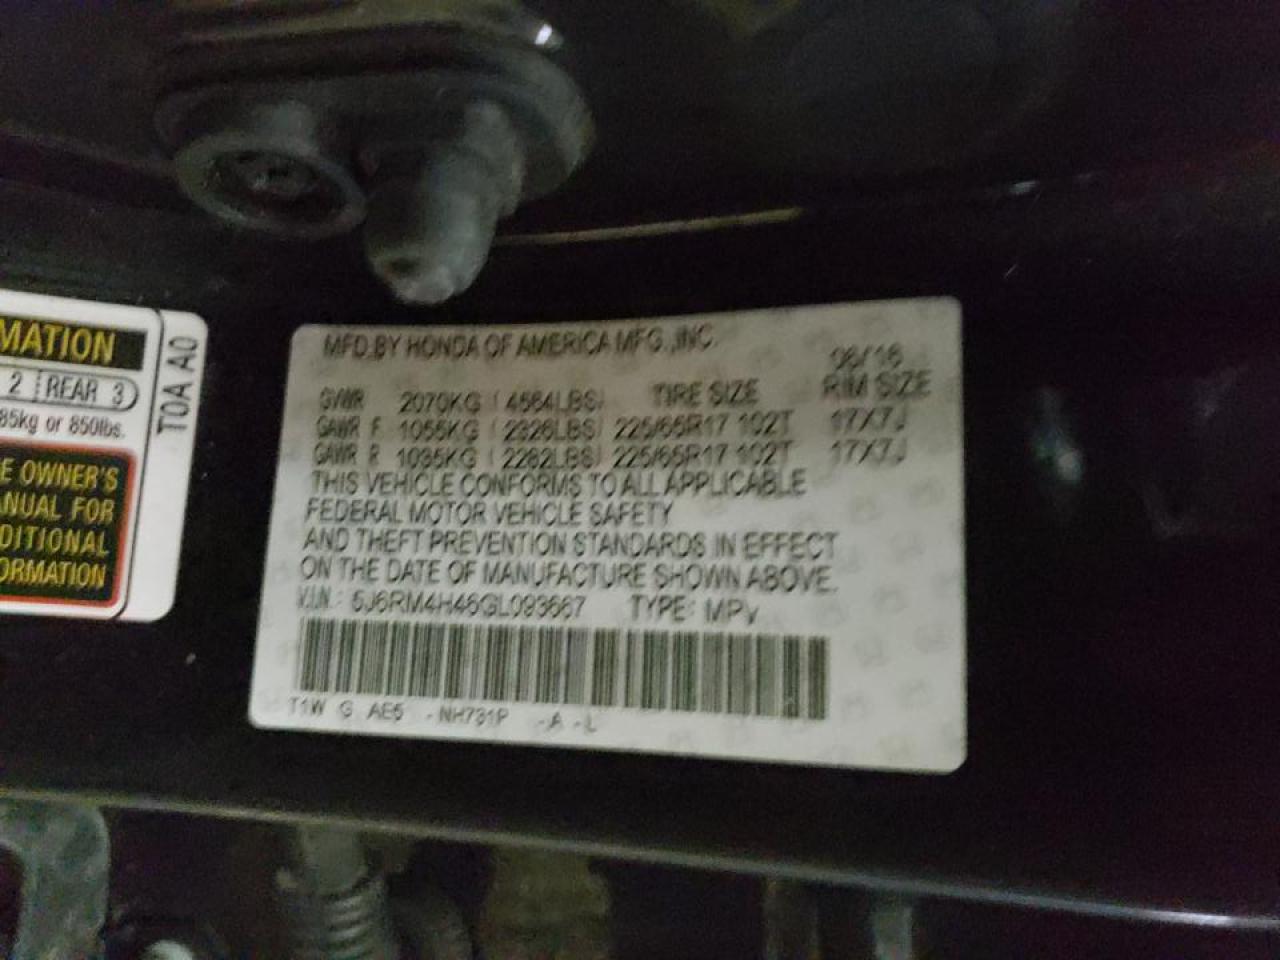 MATION
2 REAR 3
85kg or 850lbs.
E OWNER'S
ANUAL FOR
DITIONAL
ORMATION
T0A A0
MFD.BY HONDA OF AMERICA MFG.,INC.
08/16
GVWR 2070KG ( 4564LBS) TIRE SIZE RIM SIZE
GAWR F 1055KG ( 2326LBS) 225/65R17 102T 17X7J
GAWR R 1035KG ( 2282LBS) 225/65R17 102T 17X7J
THIS VEHICLE CONFORMS TO ALL APPLICABLE
FEDERAL MOTOR VEHICLE SAFETY
AND THEFT PREVENTION STANDARDS IN EFFECT
ON THE DATE OF MANUFACTURE SHOWN ABOVE.
V.I.N.: 5J6RM4H46GL093667 TYPE: MPV
T1W G AE5 -NH731P -A -L